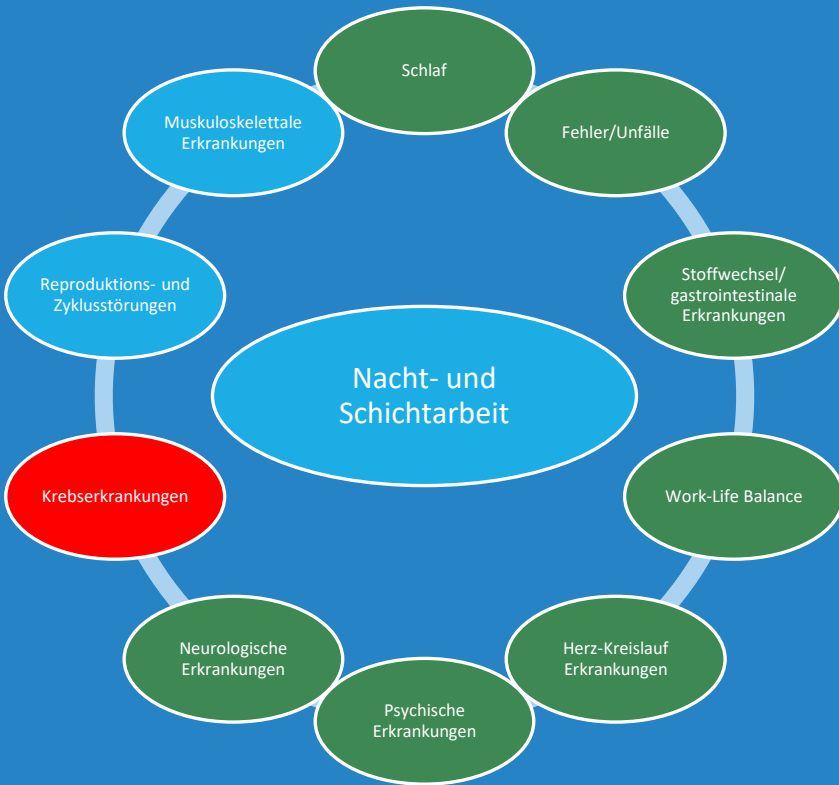 Schlaf
Fehler/Unfälle
Stoffwechsel/
gastrointestinale
Erkrankungen
Work-Life Balance
Herz-Kreislauf
Erkrankungen
Psychische
Erkrankungen
Neurologische
Erkrankungen
Krebserkrankungen
Reproduktions- und
Zyklusstörungen
Muskuloskelettale
Erkrankungen
Nacht- und
Schichtarbeit